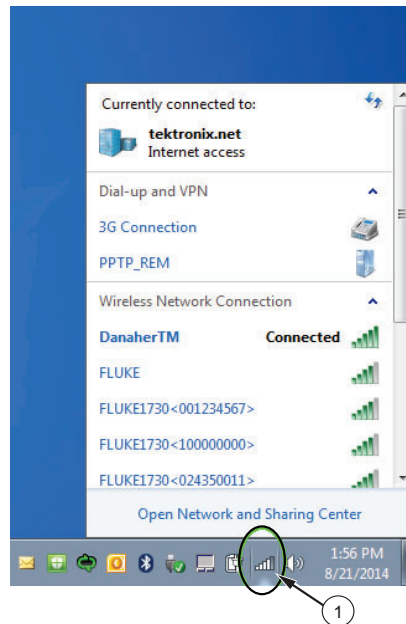 Currently connected to:
tektronix.net
Internet access
Dial-up and VPN
3G Connection
PPTP_REM
Wireless Network Connection
DanaherTM Connected
FLUKE
FLUKE1730<001234567>
FLUKE1730<100000000>
FLUKE1730<024350011>
Open Network and Sharing Center
1:56 PM
8/21/2014
1